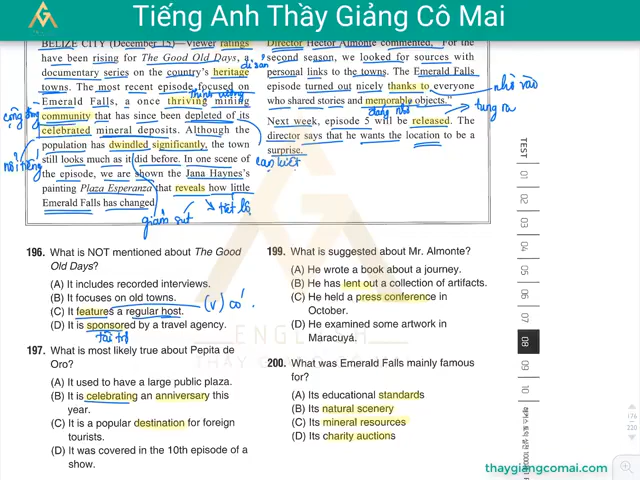 Tiếng Anh Thầy Giảng Cô Mai
BELIZE CITY (December 15)—Viewer ratings
have been rising for The Good Old Days, a
documentary series on the country's heritage
di sản
towns. The most recent episode focused on
thịnh vượng
Emerald Falls, a once thriving mining
cộng đồng
community that has since been depleted of its
celebrated mineral deposits. Although the
nổi tiếng
population has dwindled significantly, the town
cạn kiệt
still looks much as it did before. In one scene of
the episode, we are shown the Jana Haynes's
painting Plaza Esperanza that reveals how little
Emerald Falls has changed.
giảm sút
tiết lộ
Director Hector Almonte commented, "For the
second season, we looked for sources with
personal links to the towns. The Emerald Falls
episode turned out nicely thanks to everyone
nhờ vào
who shared stories and memorable objects."
đáng nhớ
tung ra
Next week, episode 5 will be released. The
director says that he wants the location to be a
surprise.
196. What is NOT mentioned about The Good
Old Days?
(A) It includes recorded interviews.
(B) It focuses on old towns.
(C) It features a regular host.
(v) có
(D) It is sponsored by a travel agency.
tài trợ
197. What is most likely true about Pepita de
Oro?
(A) It used to have a large public plaza.
(B) It is celebrating an anniversary this
year.
(C) It is a popular destination for foreign
tourists.
(D) It was covered in the 10th episode of a
show.
199. What is suggested about Mr. Almonte?
(A) He wrote a book about a journey.
(B) He has lent out a collection of artifacts.
(C) He held a press conference in
October.
(D) He examined some artwork in
Maracuyá.
200. What was Emerald Falls mainly famous
for?
(A) Its educational standards
(B) Its natural scenery
(C) Its mineral resources
(D) Its charity auctions
TEST
01
02
03
04
05
06
07
08
09
10
176
220
ENGLISH
thaygiangcomai.com